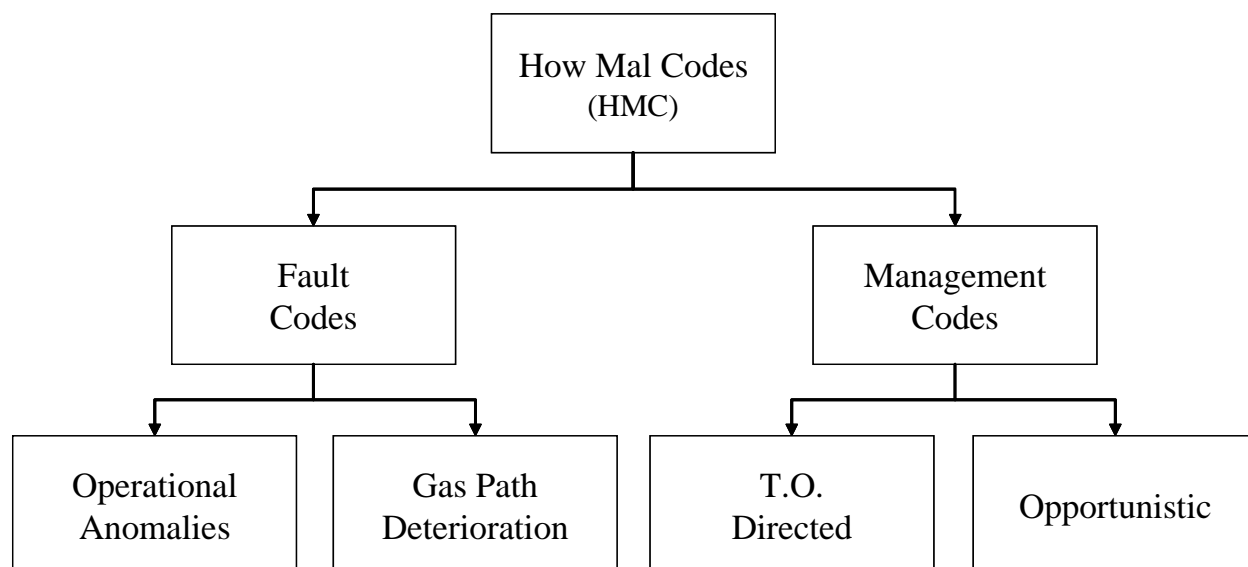 How Mal Codes
(HMC)
Fault
Codes
Management
Codes
Operational
Anomalies
Gas Path
Deterioration
T.O.
Directed
Opportunistic